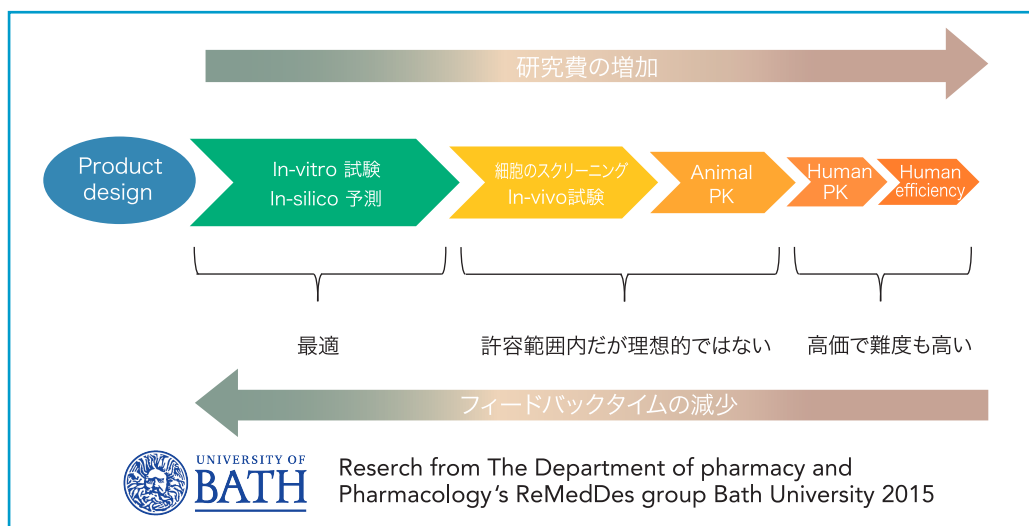 研究費の増加
Product
design
In-vitro 試験
In-silico 予測
細胞のスクリーニング
In-vivo試験
Animal
PK
Human
PK
Human
efficiency
最適
許容範囲内だが理想的ではない
高価で難度も高い
フィードバックタイムの減少
UNIVERSITY OF
BATH
Reserch from The Department of pharmacy and
Pharmacology‘s ReMedDes group Bath University 2015